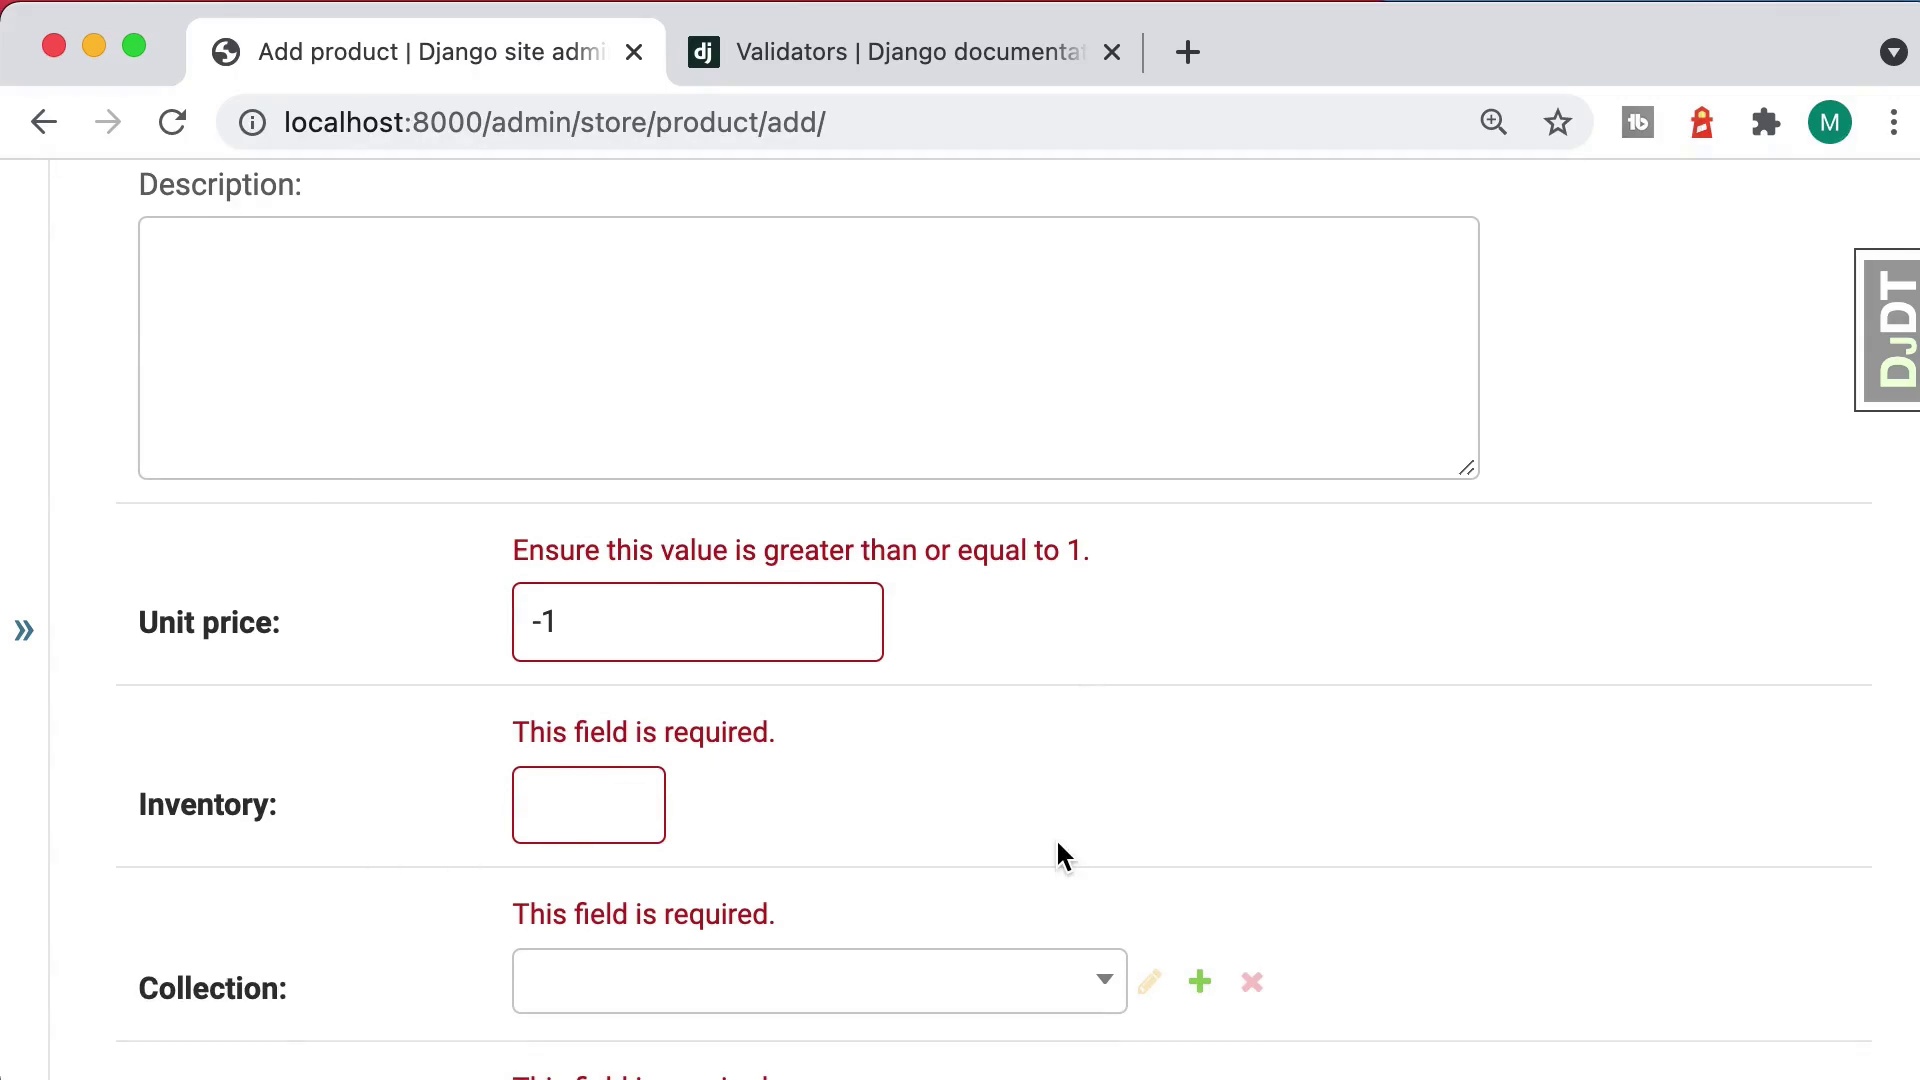 Add product | Django site admi
dj Validators | Django documenta
localhost:8000/admin/store/product/add/
M
Description:
DJDT
Ensure this value is greater than or equal to 1.
Unit price: -1
This field is required.
Inventory:
This field is required.
Collection: